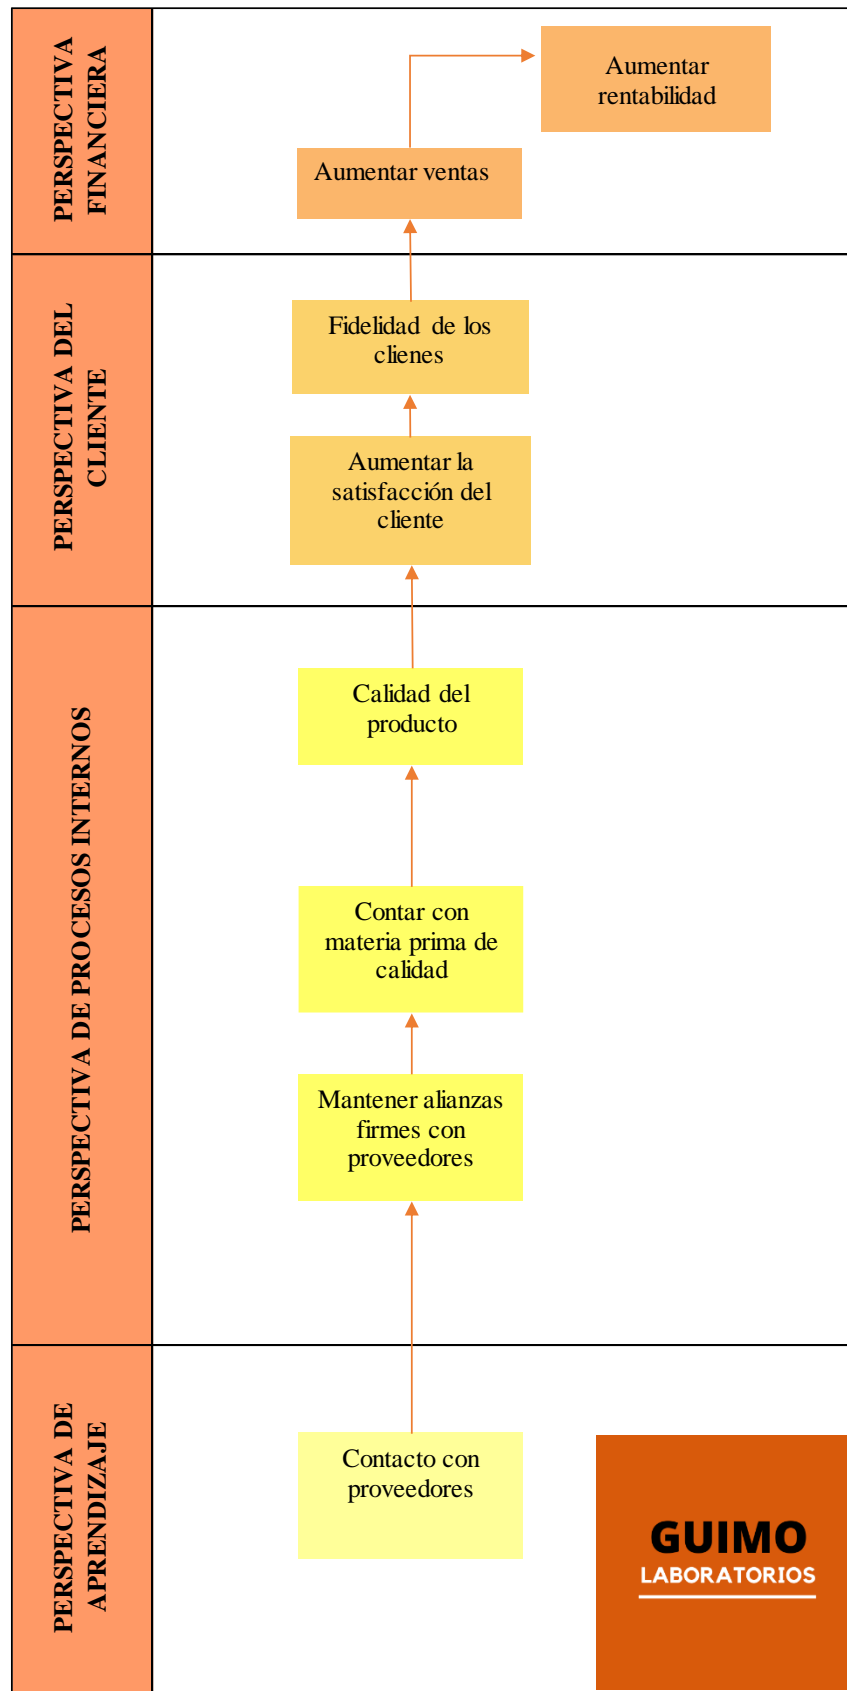 PERSPECTIVA
FINANCIERA
Aumentar
rentabilidad
Aumentar ventas
PERSPECTIVA DEL
CLIENTE
Fidelidad de los
clienes
Aumentar la
satisfacción del
cliente
PERSPECTIVA DE PROCESOS INTERNOS
Calidad del
producto
Contar con
materia prima de
calidad
Mantener alianzas
firmes con
proveedores
PERSPECTIVA DE
APRENDIZAJE
Contacto con
proveedores
GUIMO
LABORATORIOS